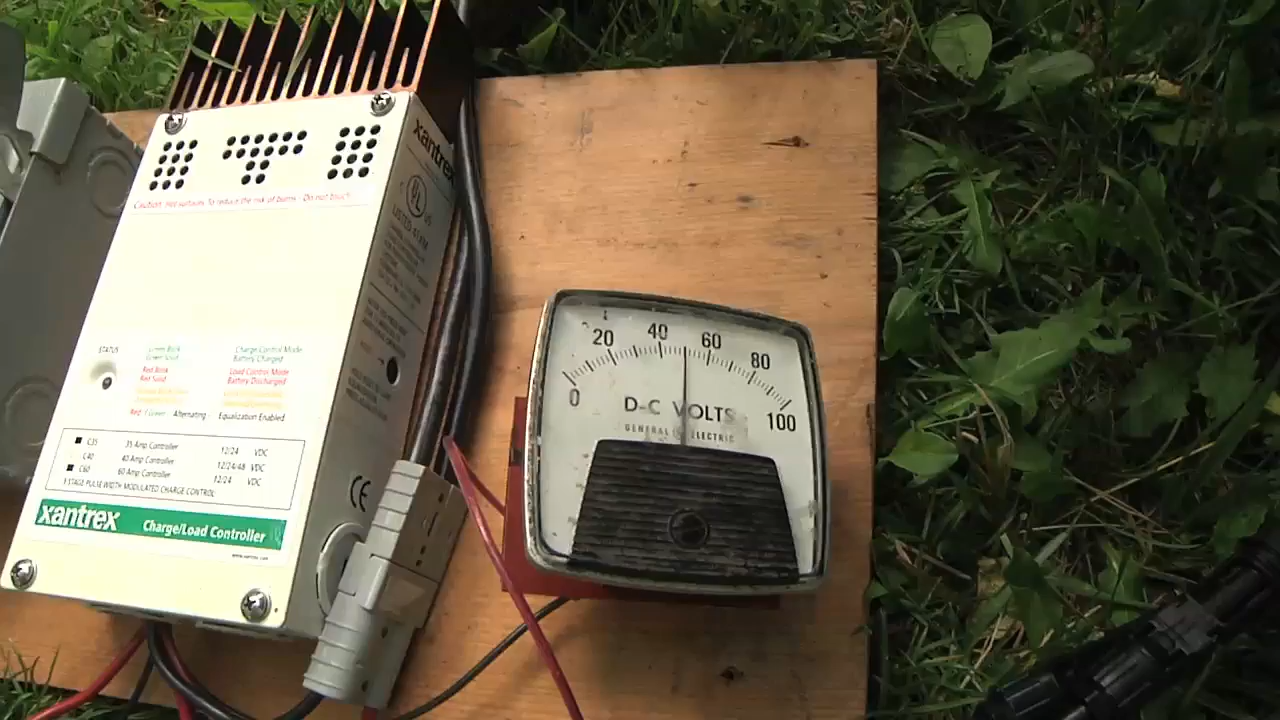 xantrex
Caution: Hot surfaces To reduce the risk of burns - Do not touch.
UL
LISTED
STATUS
Green Blink Charge Control Mode
Green Solid Battery Charged
Red Blink Load Control Mode
Red Solid Battery Discharged
Red / Green - Alternating - Equalization Enabled
C35 35 Amp Controller 12/24 VDC
C40 40 Amp Controller 12/24/48 VDC
C60 60 Amp Controller 12/24 VDC
3 STAGE PULSE WIDTH MODULATED CHARGE CONTROL
xantrex Charge/Load Controller
CE
0 20 40 60 80 100
D-C VOLTS
GENERAL ELECTRIC